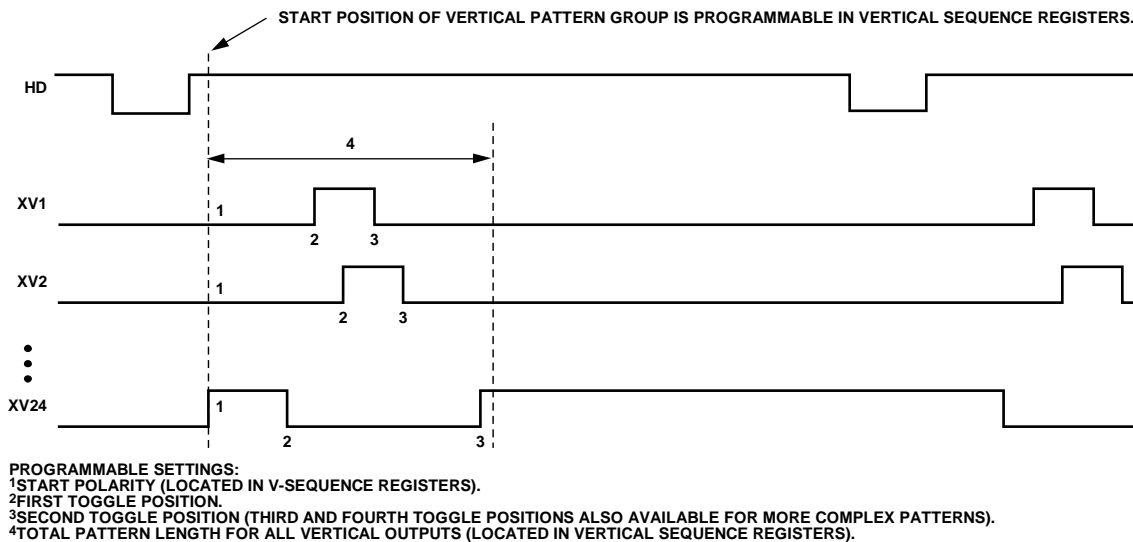 START POSITION OF VERTICAL PATTERN GROUP IS PROGRAMMABLE IN VERTICAL SEQUENCE REGISTERS.
HD
4
XV1
1
2 3
XV2
1
2 3
XV24
1
2 3
PROGRAMMABLE SETTINGS:
1START POLARITY (LOCATED IN V-SEQUENCE REGISTERS).
2FIRST TOGGLE POSITION.
3SECOND TOGGLE POSITION (THIRD AND FOURTH TOGGLE POSITIONS ALSO AVAILABLE FOR MORE COMPLEX PATTERNS).
4TOTAL PATTERN LENGTH FOR ALL VERTICAL OUTPUTS (LOCATED IN VERTICAL SEQUENCE REGISTERS).